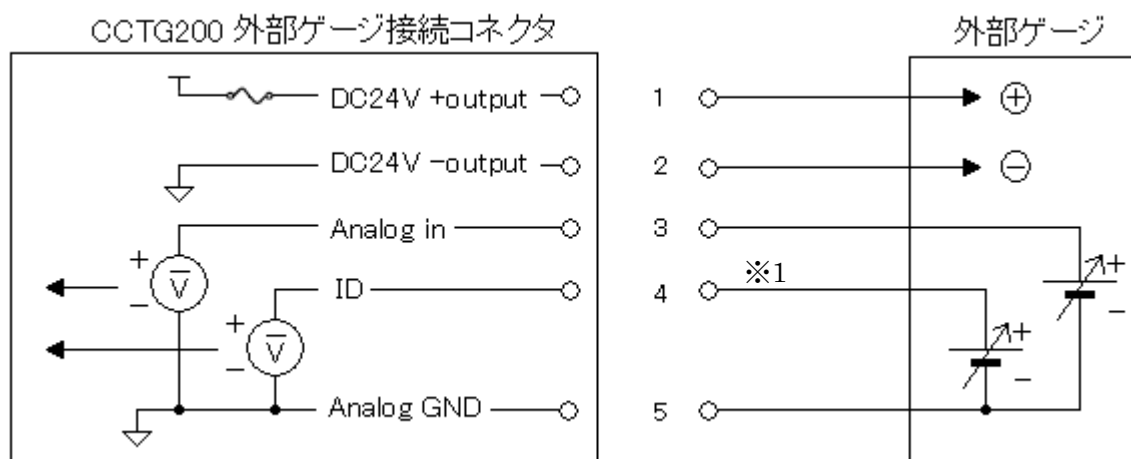 CCTG200 外部ゲージ接続コネクタ
外部ゲージ
DC24V +output
1
+
DC24V -output
2
-
Analog in
3
+
V
-
ID
4
※1
+
-
+
V
-
+
-
Analog GND
5